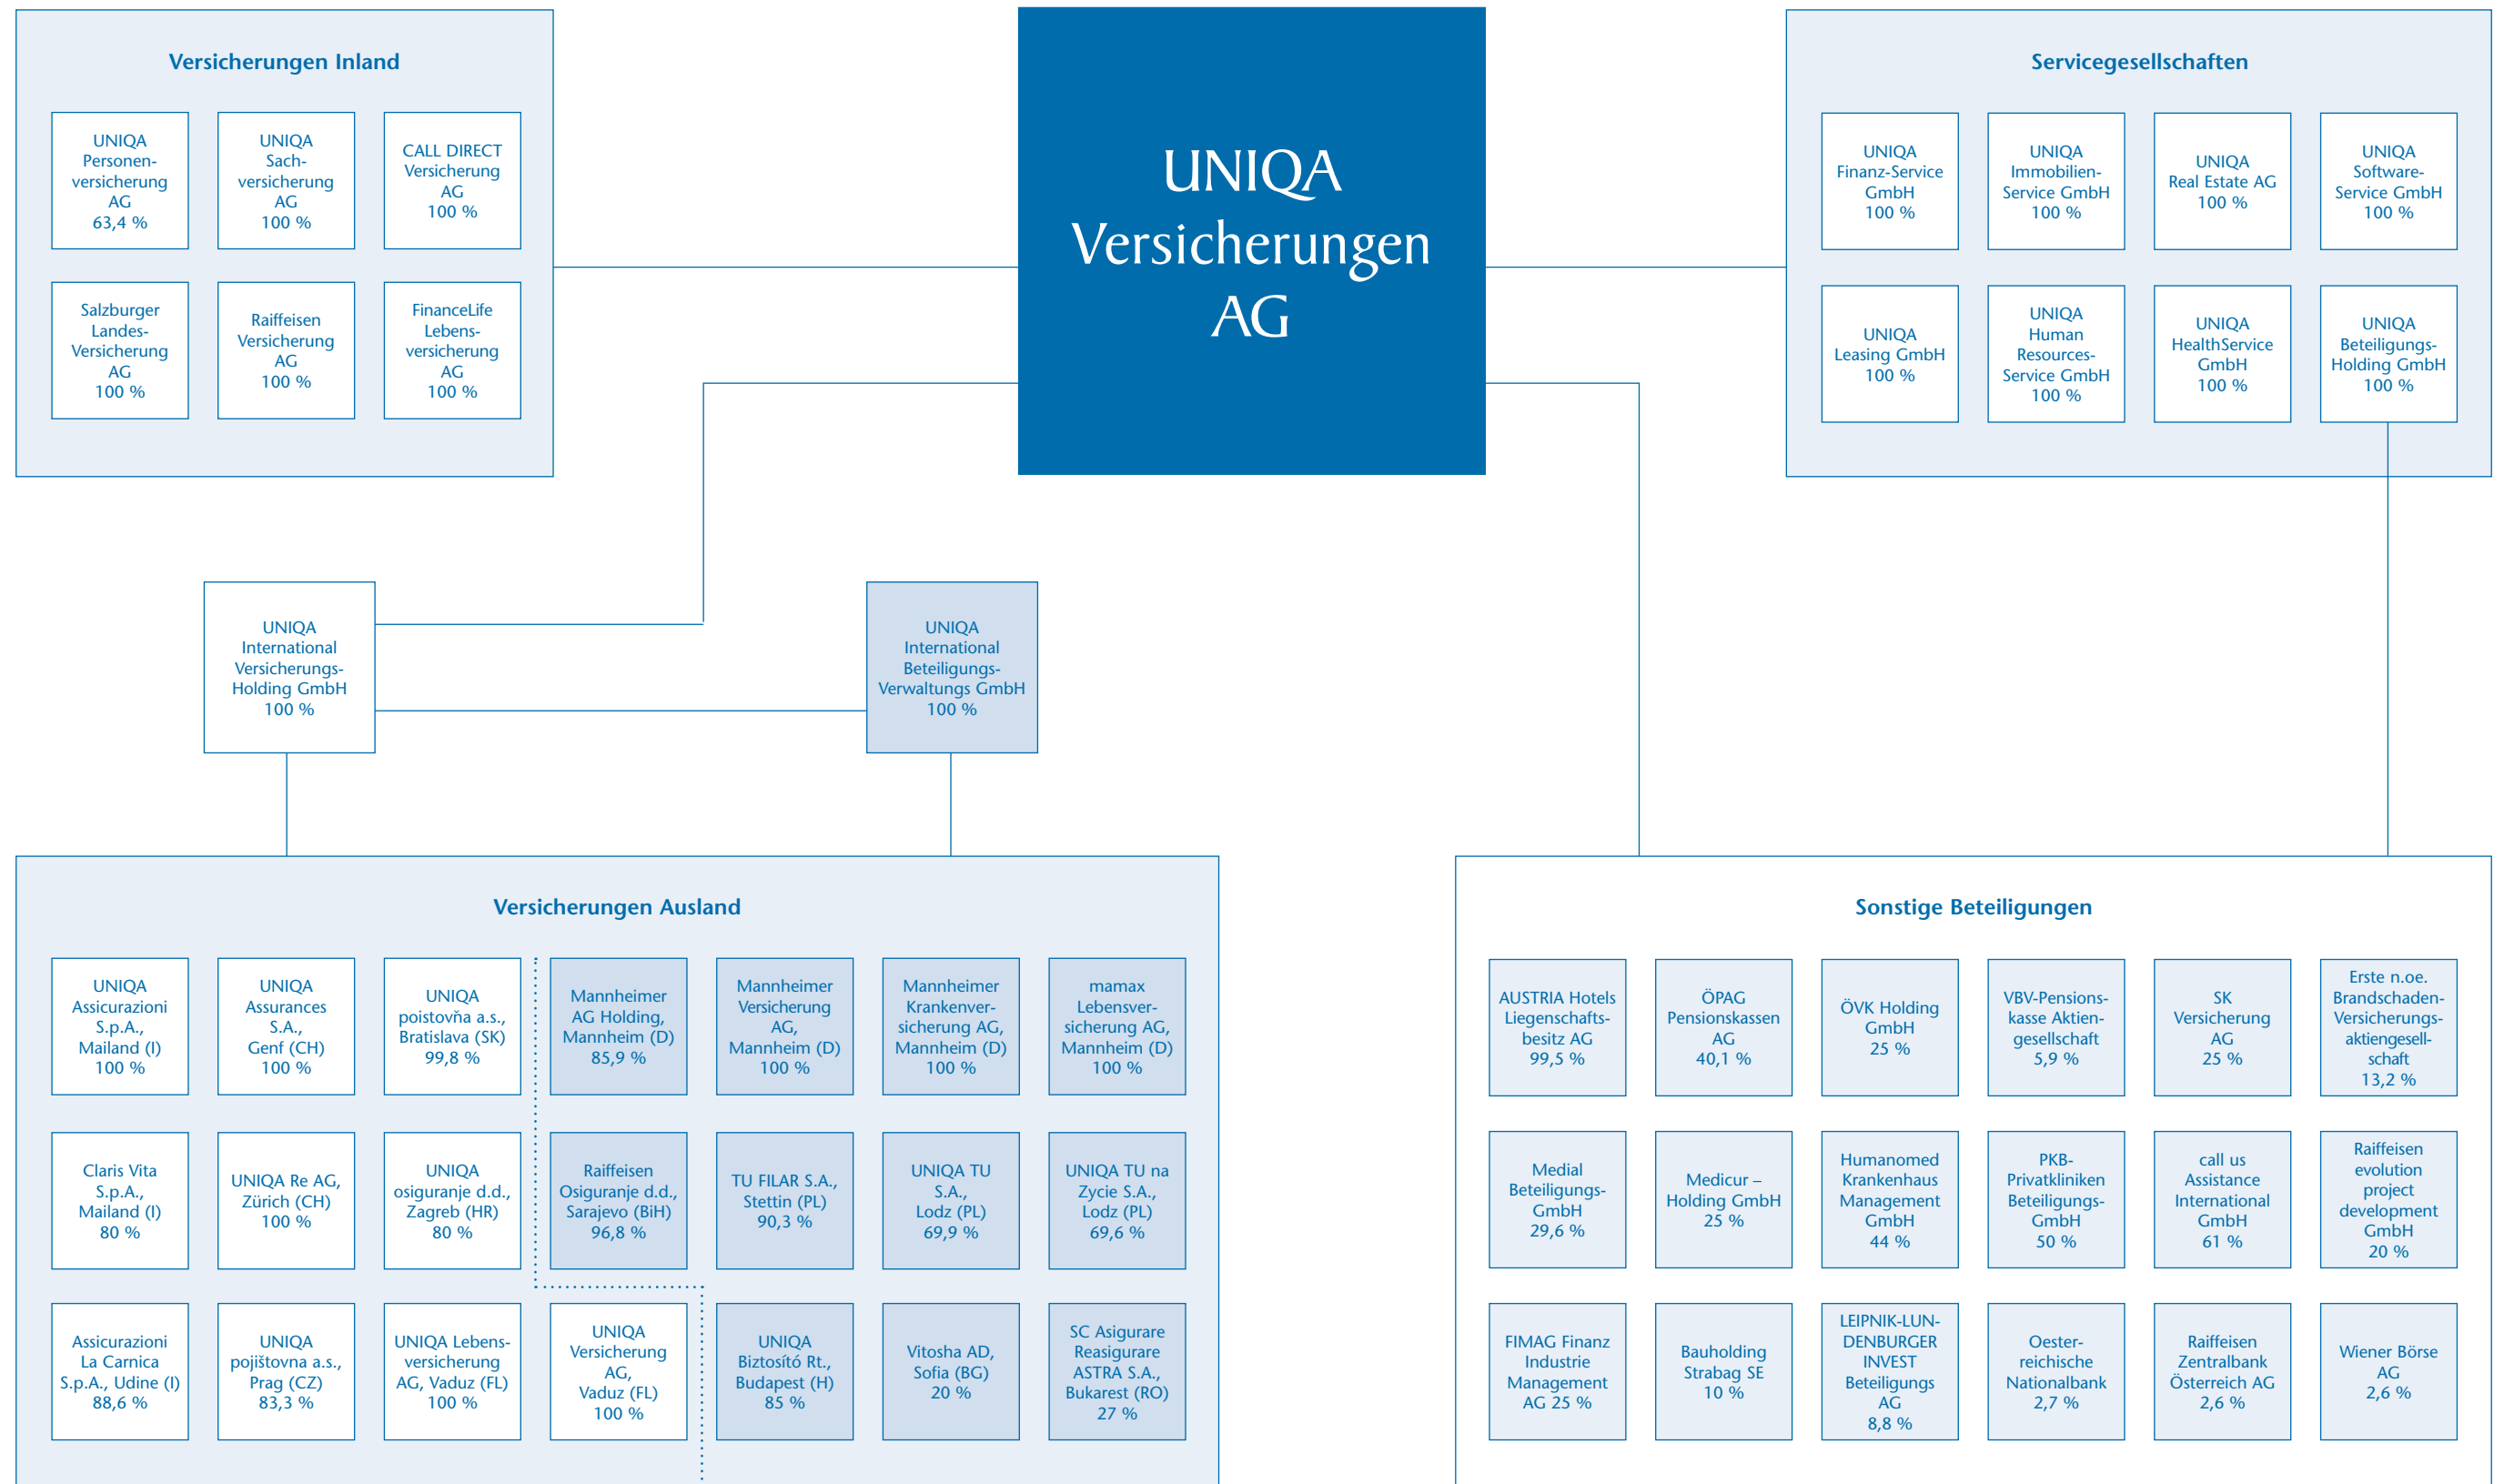 Versicherungen Inland
UNIQA
Personen-
versicherung
AG
63,4 %
UNIQA
Sach-
versicherung
AG
100 %
CALL DIRECT
Versicherung
AG
100 %
Salzburger
Landes-
Versicherung
AG
100 %
Raiffeisen
Versicherung
AG
100 %
FinanceLife
Lebens-
versicherung
AG
100 %
UNIQA
Versicherungen
AG
Servicegesellschaften
UNIQA
Finanz-Service
GmbH
100 %
UNIQA
Immobilien-
Service GmbH
100 %
UNIQA
Real Estate AG
100 %
UNIQA
Software-
Service GmbH
100 %
UNIQA
Leasing GmbH
100 %
UNIQA
Human
Resources-
Service GmbH
100 %
UNIQA
HealthService
GmbH
100 %
UNIQA
Beteiligungs-
Holding GmbH
100 %
UNIQA
International
Versicherungs-
Holding GmbH
100 %
UNIQA
International
Beteiligungs-
Verwaltungs GmbH
100 %
Versicherungen Ausland
UNIQA
Assicurazioni
S.p.A.,
Mailand (I)
100 %
UNIQA
Assurances
S.A.,
Genf (CH)
100 %
UNIQA
poistovňa a.s.,
Bratislava (SK)
99,8 %
Mannheimer
AG Holding,
Mannheim (D)
85,9 %
Mannheimer
Versicherung
AG,
Mannheim (D)
100 %
Mannheimer
Krankenver-
sicherung AG,
Mannheim (D)
100 %
mamax
Lebensver-
sicherung AG,
Mannheim (D)
100 %
Claris Vita
S.p.A.,
Mailand (I)
80 %
UNIQA Re AG,
Zürich (CH)
100 %
UNIQA
osiguranje d.d.,
Zagreb (HR)
80 %
Raiffeisen
Osiguranje d.d.,
Sarajevo (BiH)
96,8 %
TU FILAR S.A.,
Stettin (PL)
90,3 %
UNIQA TU
S.A.,
Lodz (PL)
69,9 %
UNIQA TU na
Zycie S.A.,
Lodz (PL)
69,6 %
Assicurazioni
La Carnica
S.p.A., Udine (I)
88,6 %
UNIQA
pojištovna a.s.,
Prag (CZ)
83,3 %
UNIQA Lebens-
versicherung
AG, Vaduz (FL)
100 %
UNIQA
Versicherung
AG,
Vaduz (FL)
100 %
UNIQA
Biztosító Rt.,
Budapest (H)
85 %
Vitosha AD,
Sofia (BG)
20 %
SC Asigurare
Reasigurare
ASTRA S.A.,
Bukarest (RO)
27 %
Sonstige Beteiligungen
AUSTRIA Hotels
Liegenschafts-
besitz AG
99,5 %
ÖPAG
Pensionskassen
AG
40,1 %
ÖVK Holding
GmbH
25 %
VBV-Pensions-
kasse Aktien-
gesellschaft
5,9 %
SK
Versicherung
AG
25 %
Erste n.oe.
Brandschaden-
Versicherungs-
aktiengesell-
schaft
13,2 %
Medial
Beteiligungs-
GmbH
29,6 %
Medicur –
Holding GmbH
25 %
Humanomed
Krankenhaus
Management
GmbH
44 %
PKB-
Privatkliniken
Beteiligungs-
GmbH
50 %
call us
Assistance
International
GmbH
61 %
Raiffeisen
evolution
project
development
GmbH
20 %
FIMAG Finanz
Industrie
Management
AG 25 %
Bauholding
Strabag SE
10 %
LEIPNIK-LUN-
DENBURGER
INVEST
Beteiligungs
AG
8,8 %
Oester-
reichische
Nationalbank
2,7 %
Raiffeisen
Zentralbank
Österreich AG
2,6 %
Wiener Börse
AG
2,6 %